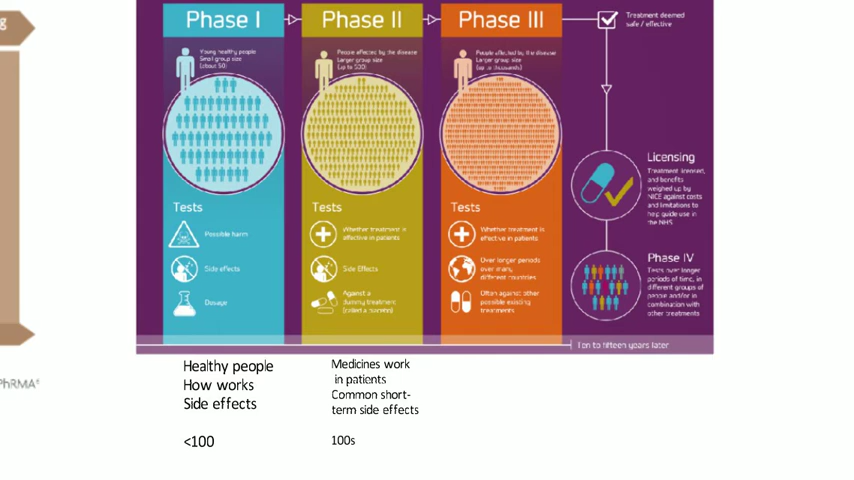 g
PhRMA⁶
Phase I
Young healthy people
Small group size
(about 50)
Tests
Possible harm
Side effects
Dosage
Phase II
People affected by the disease
Larger group size
(up to 500)
Tests
Whether treatment is
effective in patients
Side Effects
Against a
dummy treatment
(called a placebo)
Phase III
People affected by the disease
Larger group size
(up to thousands)
Tests
Whether treatment is
effective in patients
Over longer periods
over many
different countries
Often against other
possible existing
treatments
Treatment deemed
safe / effective
Licensing
Treatment licensed,
and benefits
weighed up by
NICE against costs
and limitations to
help guide use in
the NHS
Phase IV
Tests over longer
periods of time, in
different groups of
people and/or in
combination with
other treatments
Ten to fifteen years later
Healthy people
How works
Side effects
<100
Medicines work
in patients
Common short-
term side effects
100s